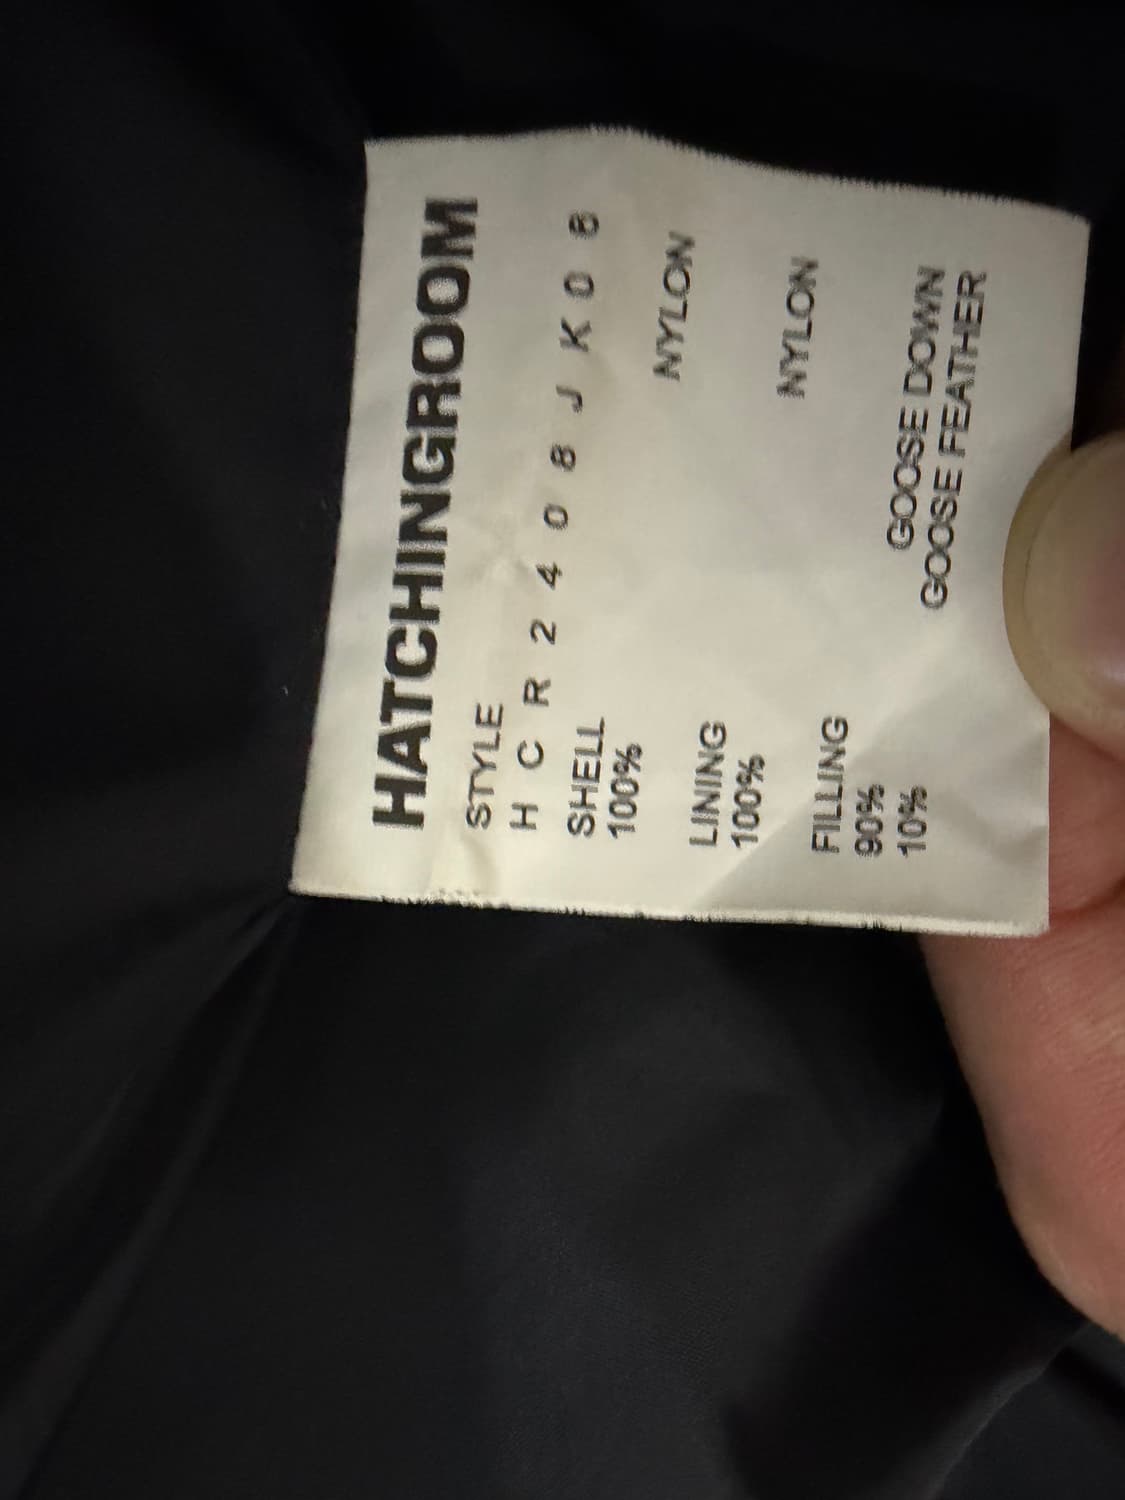 HATCHINGROOM
STYLE
H C R 2 4 0 8 J K 0 6
SHELL
100% NYLON
LINING
100% NYLON
FILLING
90% GOOSE DOWN
10% GOOSE FEATHER